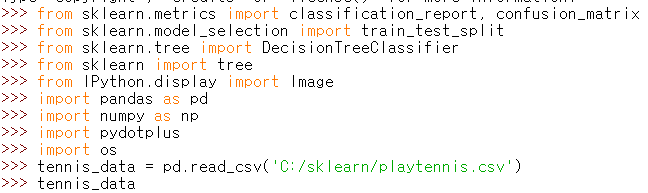 >>> from sklearn.metrics import classification_report, confusion_matrix
>>> from sklearn.model_selection import train_test_split
>>> from sklearn.tree import DecisionTreeClassifier
>>> from sklearn import tree
>>> from IPython.display import Image
>>> import pandas as pd
>>> import numpy as np
>>> import pydotplus
>>> import os
>>> tennis_data = pd.read_csv('C:/sklearn/playtennis.csv')
>>> tennis_data